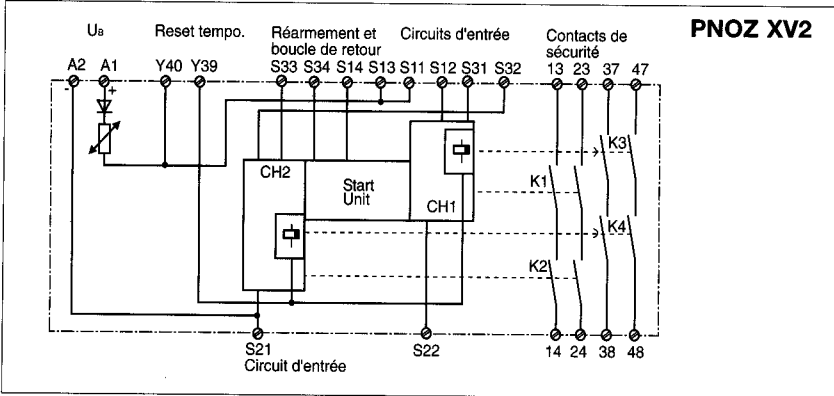 PNOZ XV2
UB Reset tempo. Réarmement et boucle de retour Circuits d'entrée Contacts de sécurité
A2 A1 Y40 Y39 S33 S34 S14 S13 S11 S12 S31 S32 13 23 37 47
- +
K3
CH2 Start Unit CH1 K1
K4
K2
S21 S22 14 24 38 48
Circuit d'entrée